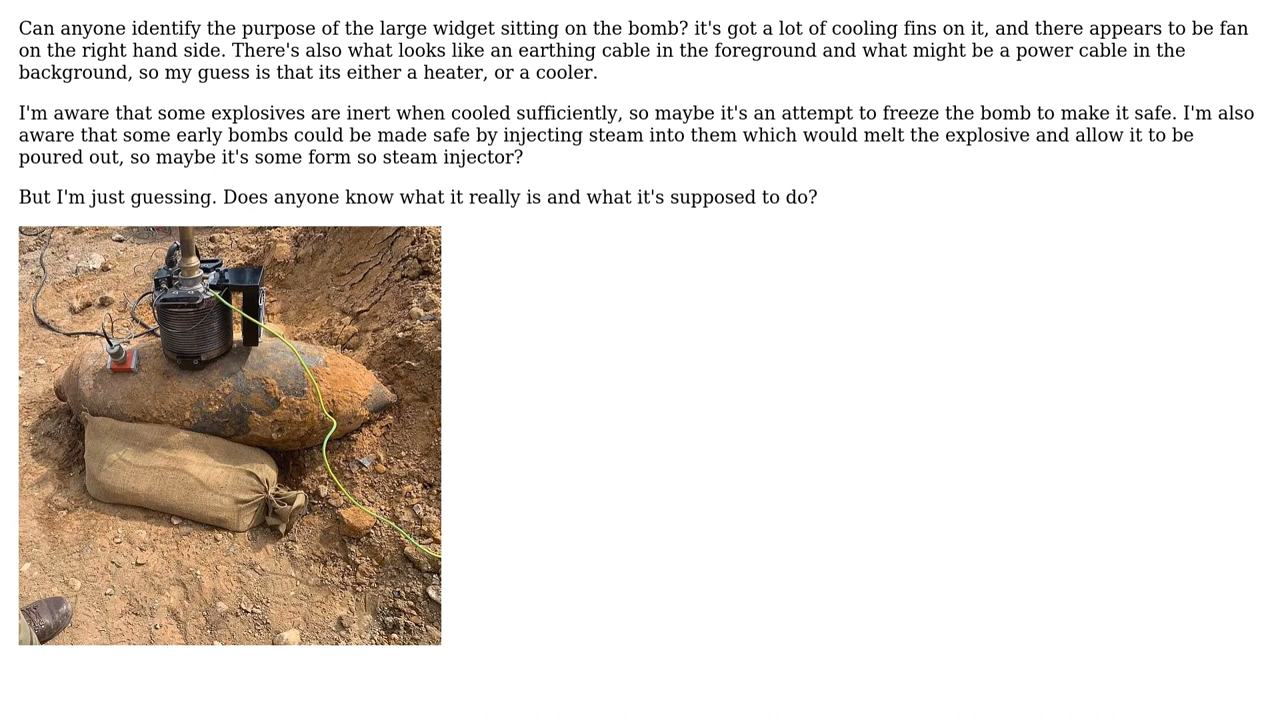 Can anyone identify the purpose of the large widget sitting on the bomb? it's got a lot of cooling fins on it, and there appears to be fan
on the right hand side. There's also what looks like an earthing cable in the foreground and what might be a power cable in the
background, so my guess is that its either a heater, or a cooler.
I'm aware that some explosives are inert when cooled sufficiently, so maybe it's an attempt to freeze the bomb to make it safe. I'm also
aware that some early bombs could be made safe by injecting steam into them which would melt the explosive and allow it to be
poured out, so maybe it's some form so steam injector?
But I'm just guessing. Does anyone know what it really is and what it's supposed to do?